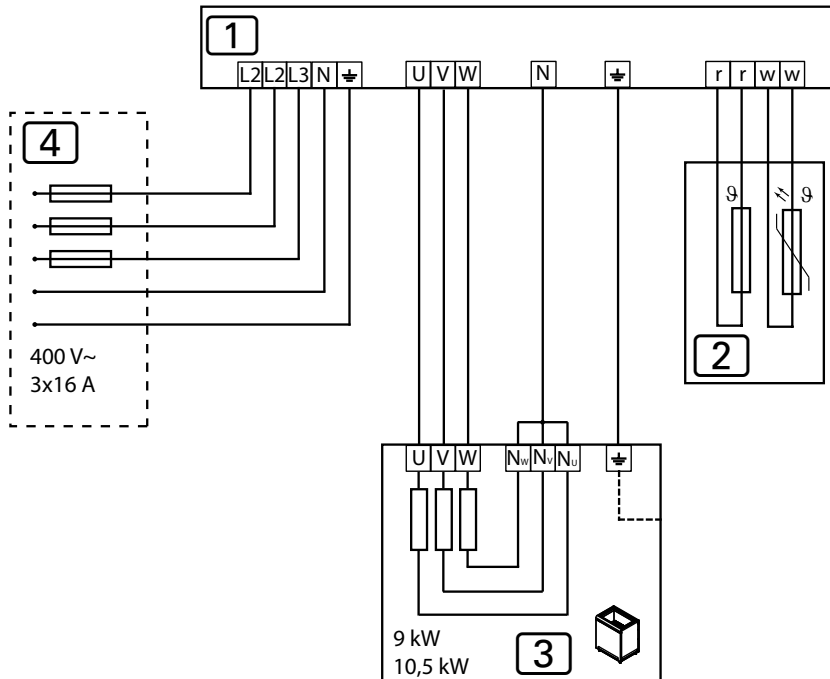 1
L2 L2 L3 N ⏚ U V W N ⏚ r r w w
4
ϑ ϑ
400 V~
3x16 A
2
U V W NW NV NU ⏚
9 kW
10,5 kW
3